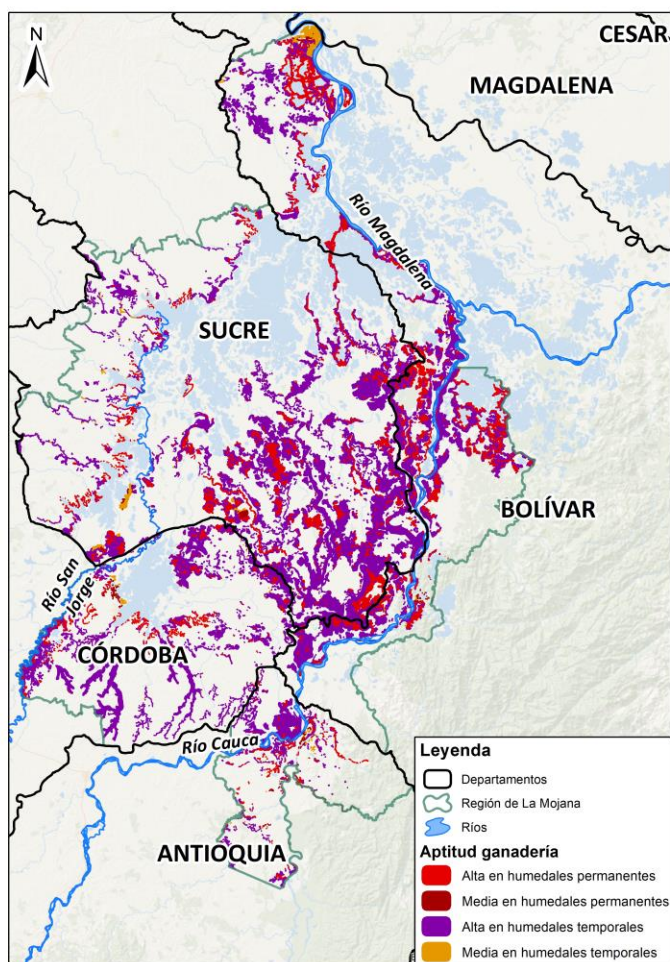 N
CESAR
MAGDALENA
Río Magdalena
SUCRE
BOLÍVAR
Río San
Jorge
CÓRDOBA
Río Cauca
ANTIOQUIA
Leyenda
Departamentos
Región de La Mojana
Ríos
Aptitud ganadería
Alta en humedales permanentes
Media en humedales permanentes
Alta en humedales temporales
Media en humedales temporales